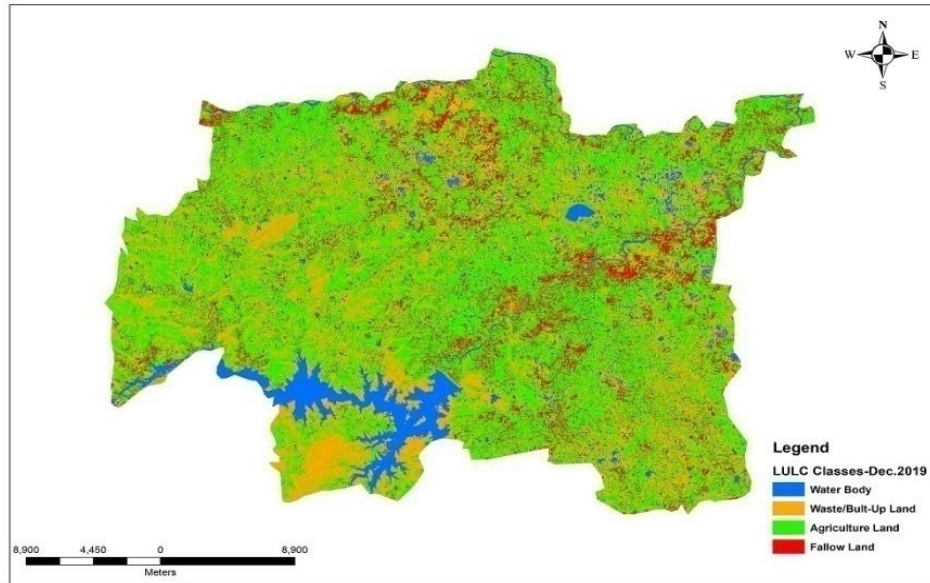 N
W E
S
Legend
LULC Classes-Dec.2019
Water Body
Waste/Bult-Up Land
Agriculture Land
Fallow Land
8,900 4,450 0 8,900
Meters